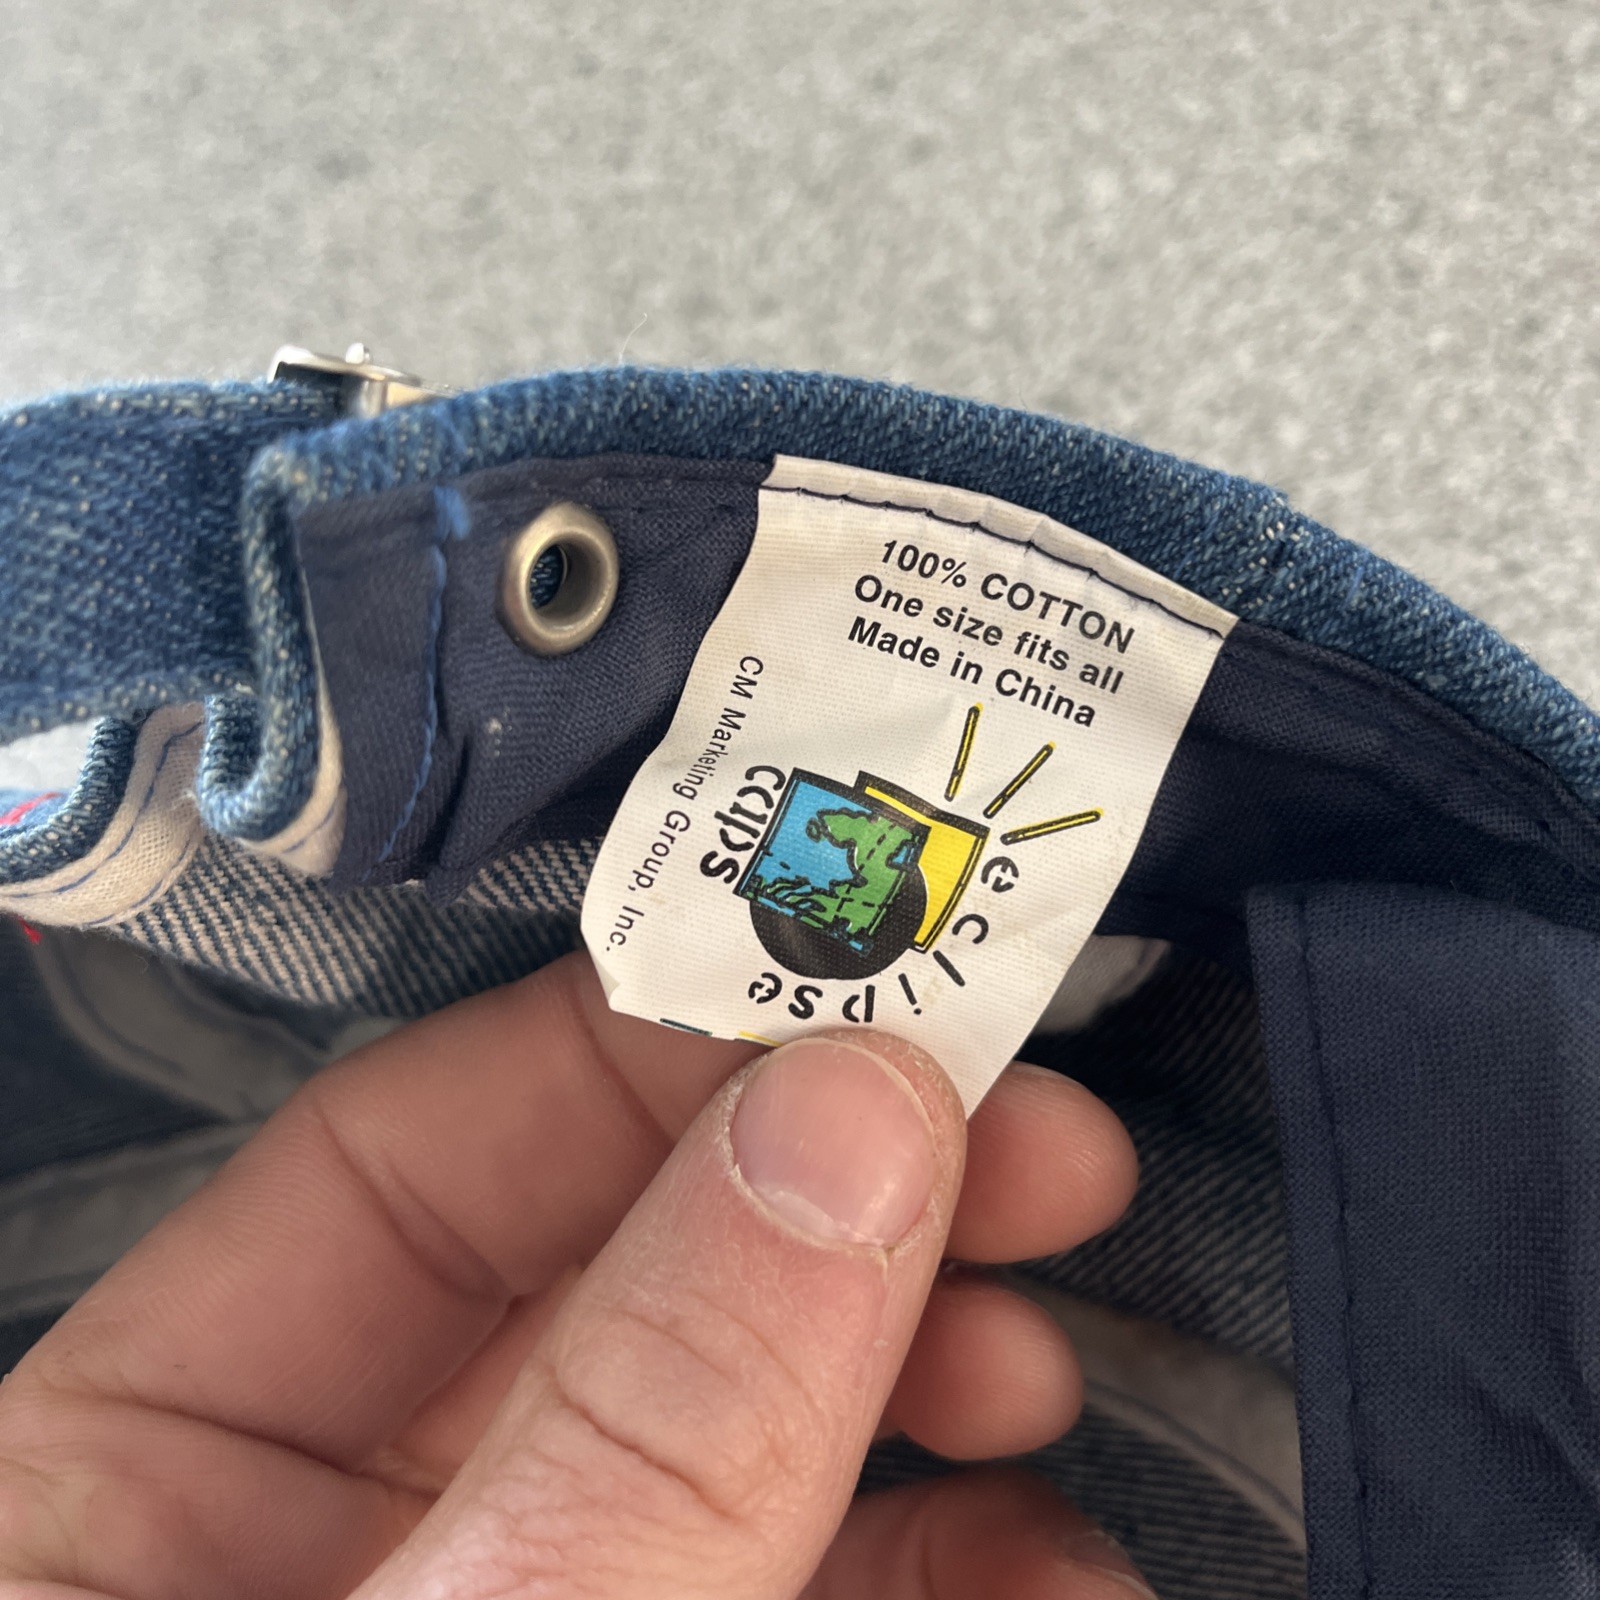 100% COTTON
One size fits all
Made in China
CM Marketing Group, Inc.
eclipse
caps